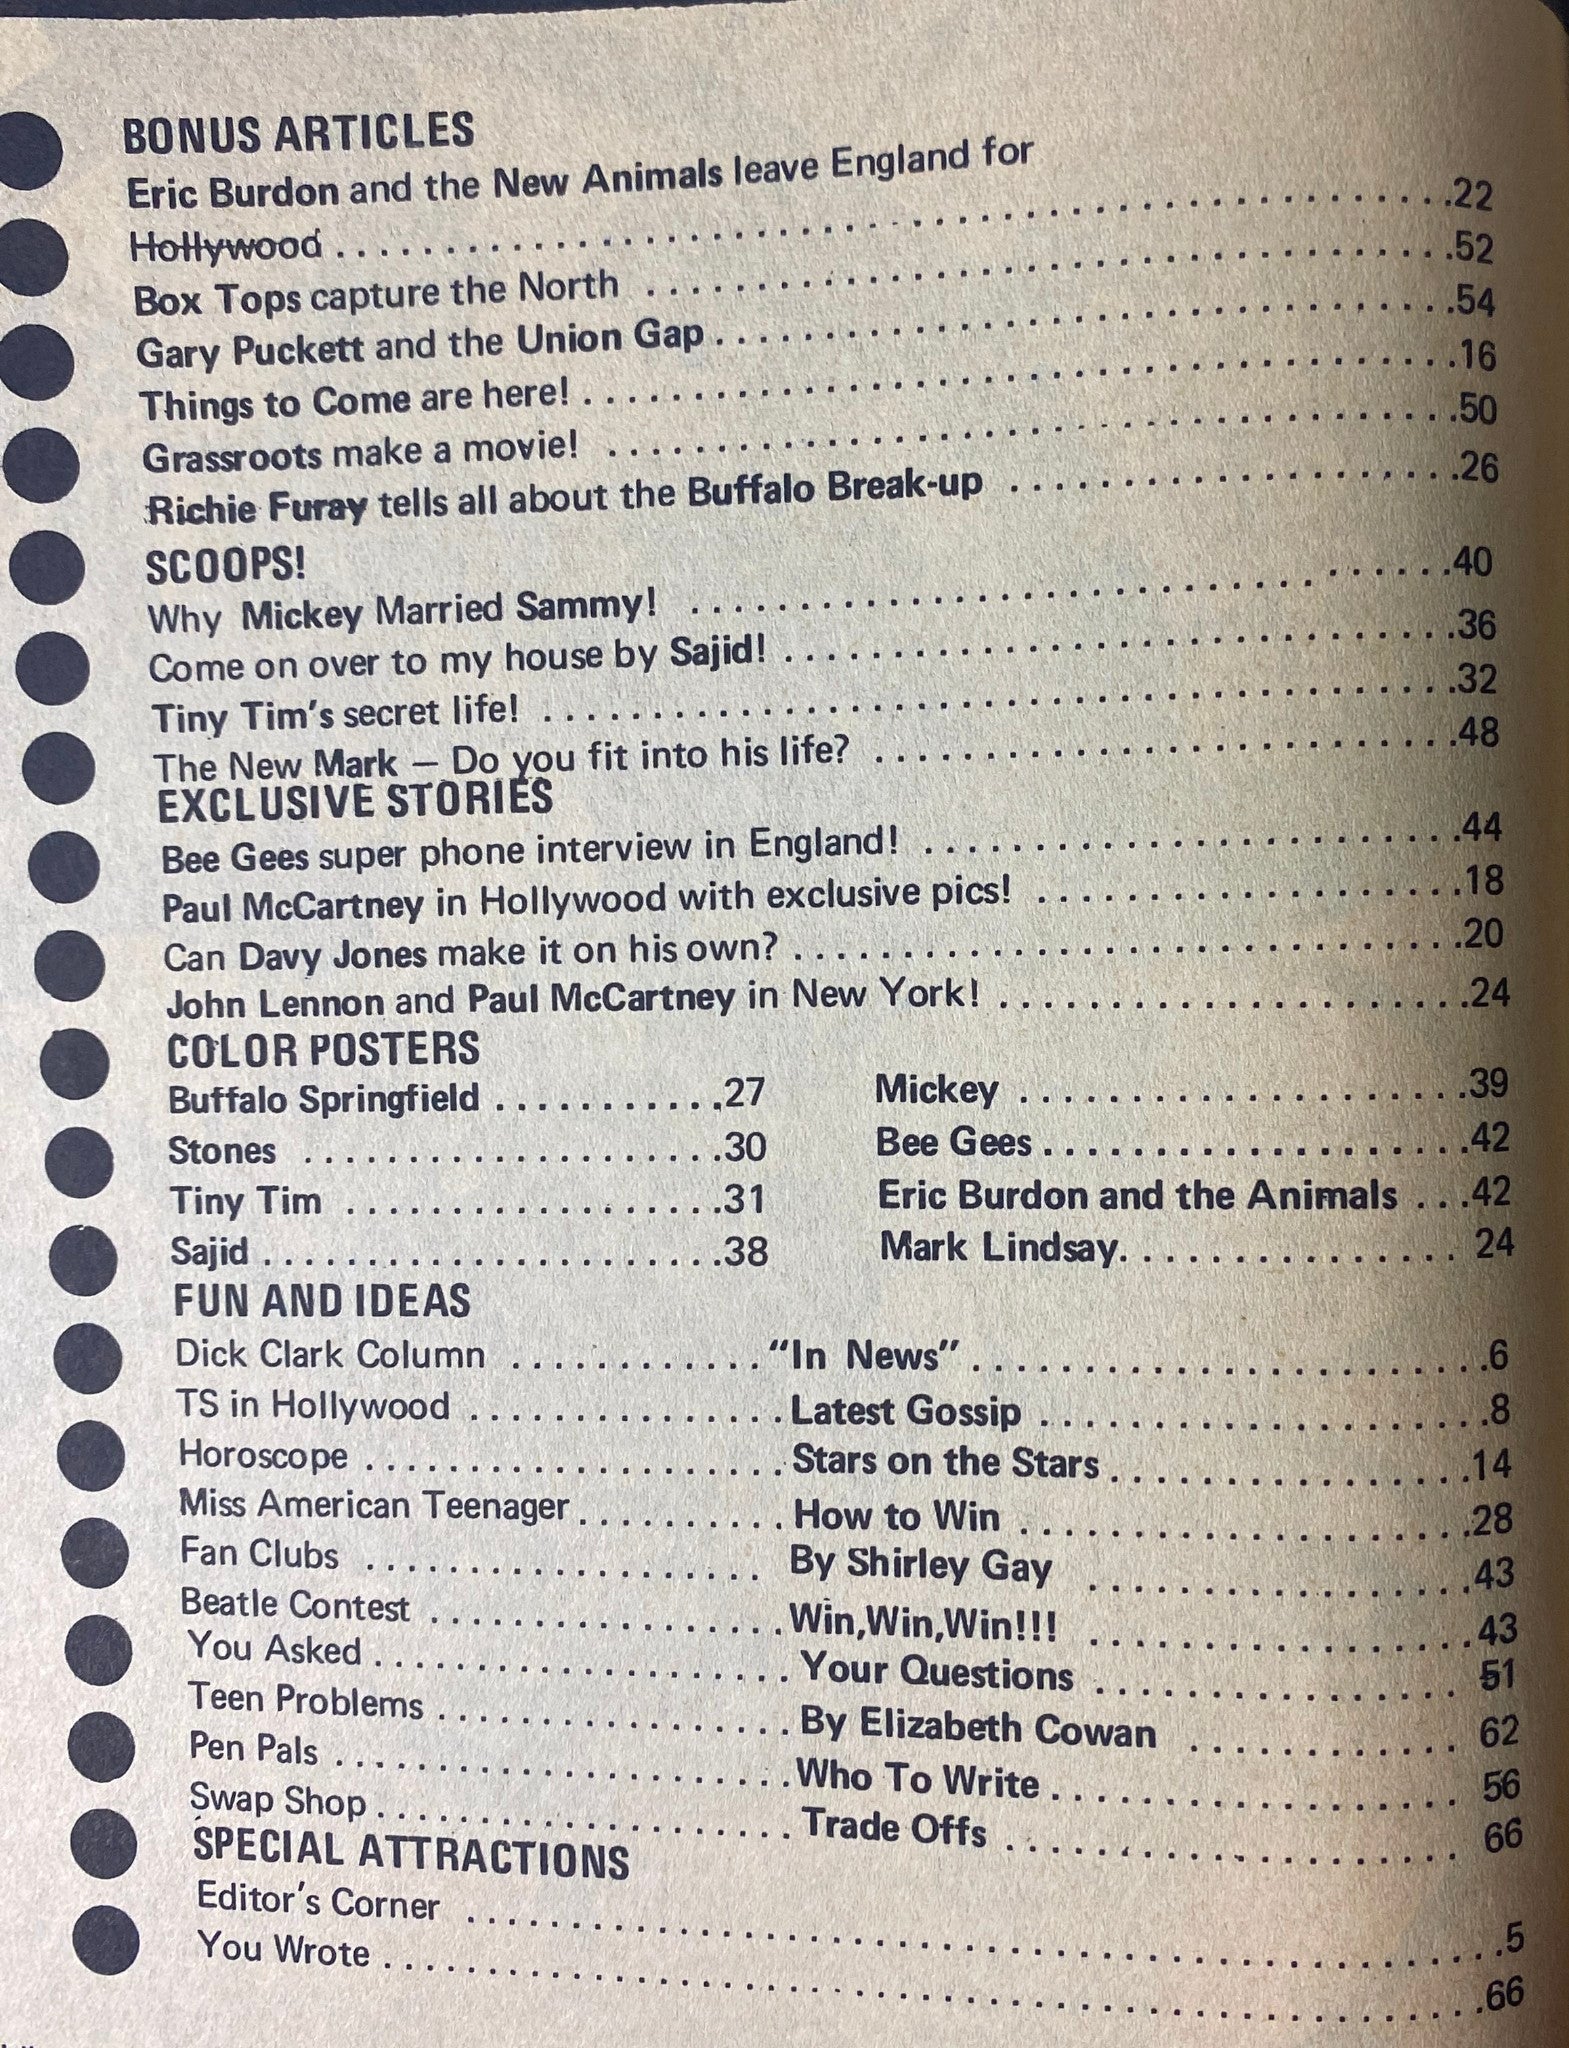 BONUS ARTICLES
Eric Burdon and the New Animals leave England for
Hollywood . . . . . . . . . . . . . . . . . . . . . . . . . . . . . . .22
Box Tops capture the North . . . . . . . . . . . . . . . . . . . . .52
Gary Puckett and the Union Gap . . . . . . . . . . . . . . . . . . .54
Things to Come are here! . . . . . . . . . . . . . . . . . . . . . .16
Grassroots make a movie! . . . . . . . . . . . . . . . . . . . . . .50
Richie Furay tells all about the Buffalo Break-up . . . . . . . . .26
SCOOPS!
Why Mickey Married Sammy! . . . . . . . . . . . . . . . . . . . . .40
Come on over to my house by Sajid! . . . . . . . . . . . . . . . . .36
Tiny Tim's secret life! . . . . . . . . . . . . . . . . . . . . . .32
The New Mark — Do you fit into his life? . . . . . . . . . . . . . .48
EXCLUSIVE STORIES
Bee Gees super phone interview in England! . . . . . . . . . . . . .44
Paul McCartney in Hollywood with exclusive pics! . . . . . . . . . .18
Can Davy Jones make it on his own? . . . . . . . . . . . . . . . . .20
John Lennon and Paul McCartney in New York! . . . . . . . . . . . .24
COLOR POSTERS
Buffalo Springfield . . . . . . . . . . .27 Mickey . . . . . . . . . . . . . . . .39
Stones . . . . . . . . . . . . . . . . .30 Bee Gees . . . . . . . . . . . . . . .42
Tiny Tim . . . . . . . . . . . . . . . .31 Eric Burdon and the Animals . . .42
Sajid . . . . . . . . . . . . . . . . . .38 Mark Lindsay. . . . . . . . . . . . . 24
FUN AND IDEAS
Dick Clark Column . . . . . . . . . . . . "In News" . . . . . . . . . . . . . . .6
TS in Hollywood . . . . . . . . . . . . . Latest Gossip . . . . . . . . . . . . .8
Horoscope . . . . . . . . . . . . . . . . Stars on the Stars . . . . . . . . . .14
Miss American Teenager . . . . . . . . . . How to Win . . . . . . . . . . . . . .28
Fan Clubs . . . . . . . . . . . . . . . . By Shirley Gay . . . . . . . . . . . .43
Beatle Contest . . . . . . . . . . . . . . Win,Win,Win!!! . . . . . . . . . . . .43
You Asked . . . . . . . . . . . . . . . . Your Questions . . . . . . . . . . . . 51
Teen Problems . . . . . . . . . . . . . . By Elizabeth Cowan . . . . . . . . . . 62
Pen Pals . . . . . . . . . . . . . . . . . Who To Write . . . . . . . . . . . . . 56
Swap Shop . . . . . . . . . . . . . . . . Trade Offs . . . . . . . . . . . . . . 66
SPECIAL ATTRACTIONS
Editor's Corner . . . . . . . . . . . . . . . . . . . . . . . . . . .5
You Wrote . . . . . . . . . . . . . . . . . . . . . . . . . . . . . .66